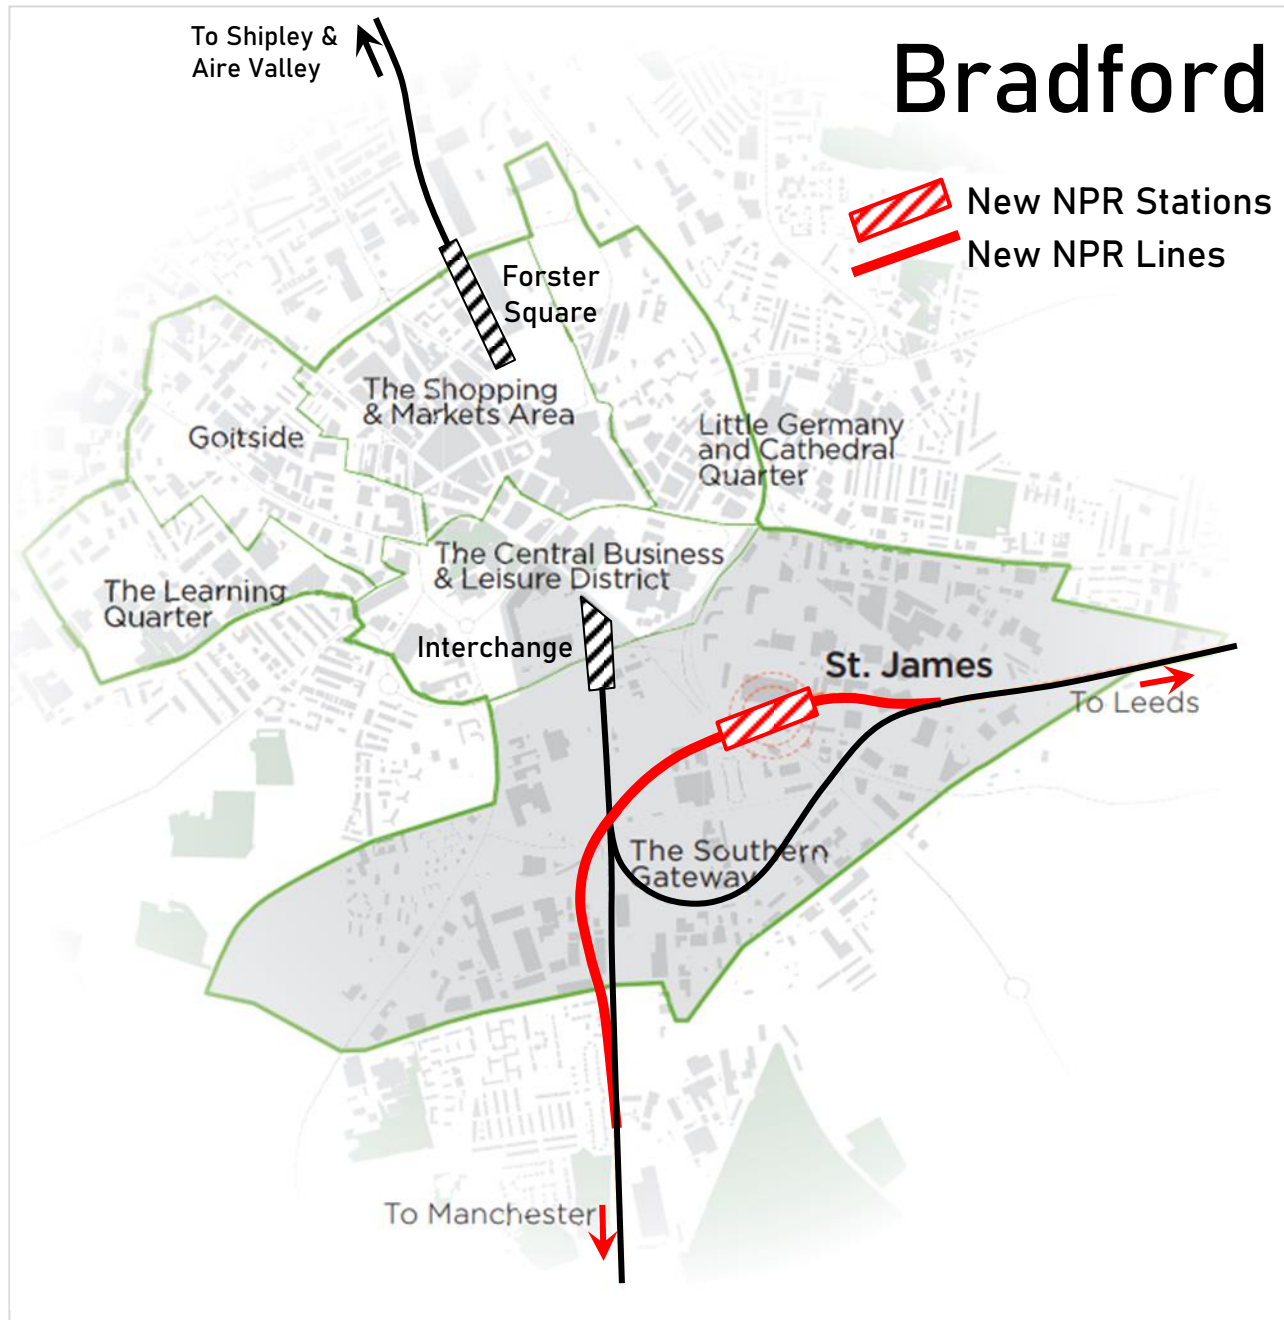 To Shipley &
Aire Valley
Bradford
New NPR Stations
New NPR Lines
Forster
Square
The Shopping
& Markets Area
Goitside
Little Germany
and Cathedral
Quarter
The Central Business
& Leisure District
The Learning
Quarter
Interchange
St. James
To Leeds
The Southern
Gateway
To Manchester